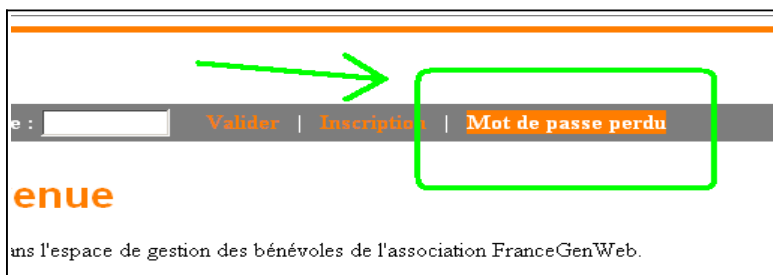 e : Valider | Inscription | Mot de passe perdu
enue
ans l'espace de gestion des bénévoles de l'association FranceGenWeb.